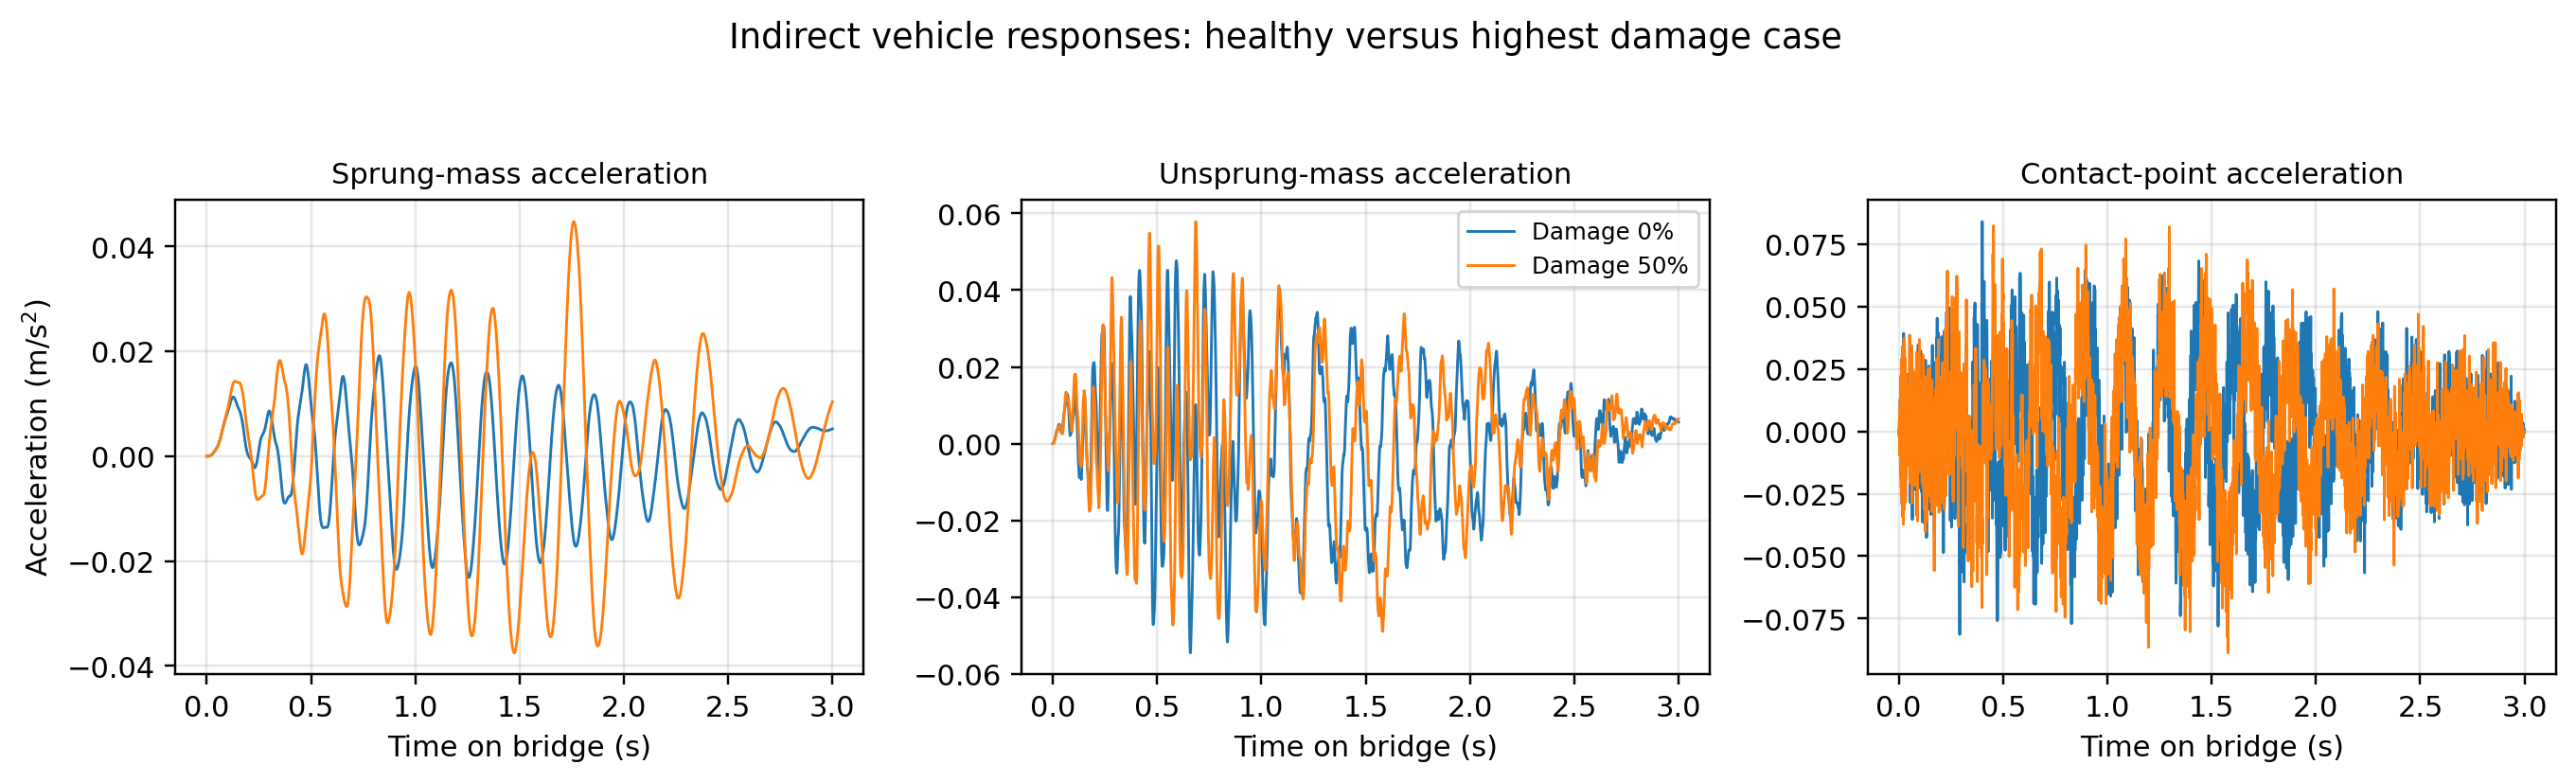 Indirect vehicle responses: healthy versus highest damage case
Sprung-mass acceleration
Acceleration (m/s²)
0.04
0.02
0.00
−0.02
−0.04
0.0 0.5 1.0 1.5 2.0 2.5 3.0
Time on bridge (s)
Unsprung-mass acceleration
Damage 0%
Damage 50%
0.06
0.04
0.02
0.00
−0.02
−0.04
−0.06
0.0 0.5 1.0 1.5 2.0 2.5 3.0
Time on bridge (s)
Contact-point acceleration
0.075
0.050
0.025
0.000
−0.025
−0.050
−0.075
0.0 0.5 1.0 1.5 2.0 2.5 3.0
Time on bridge (s)